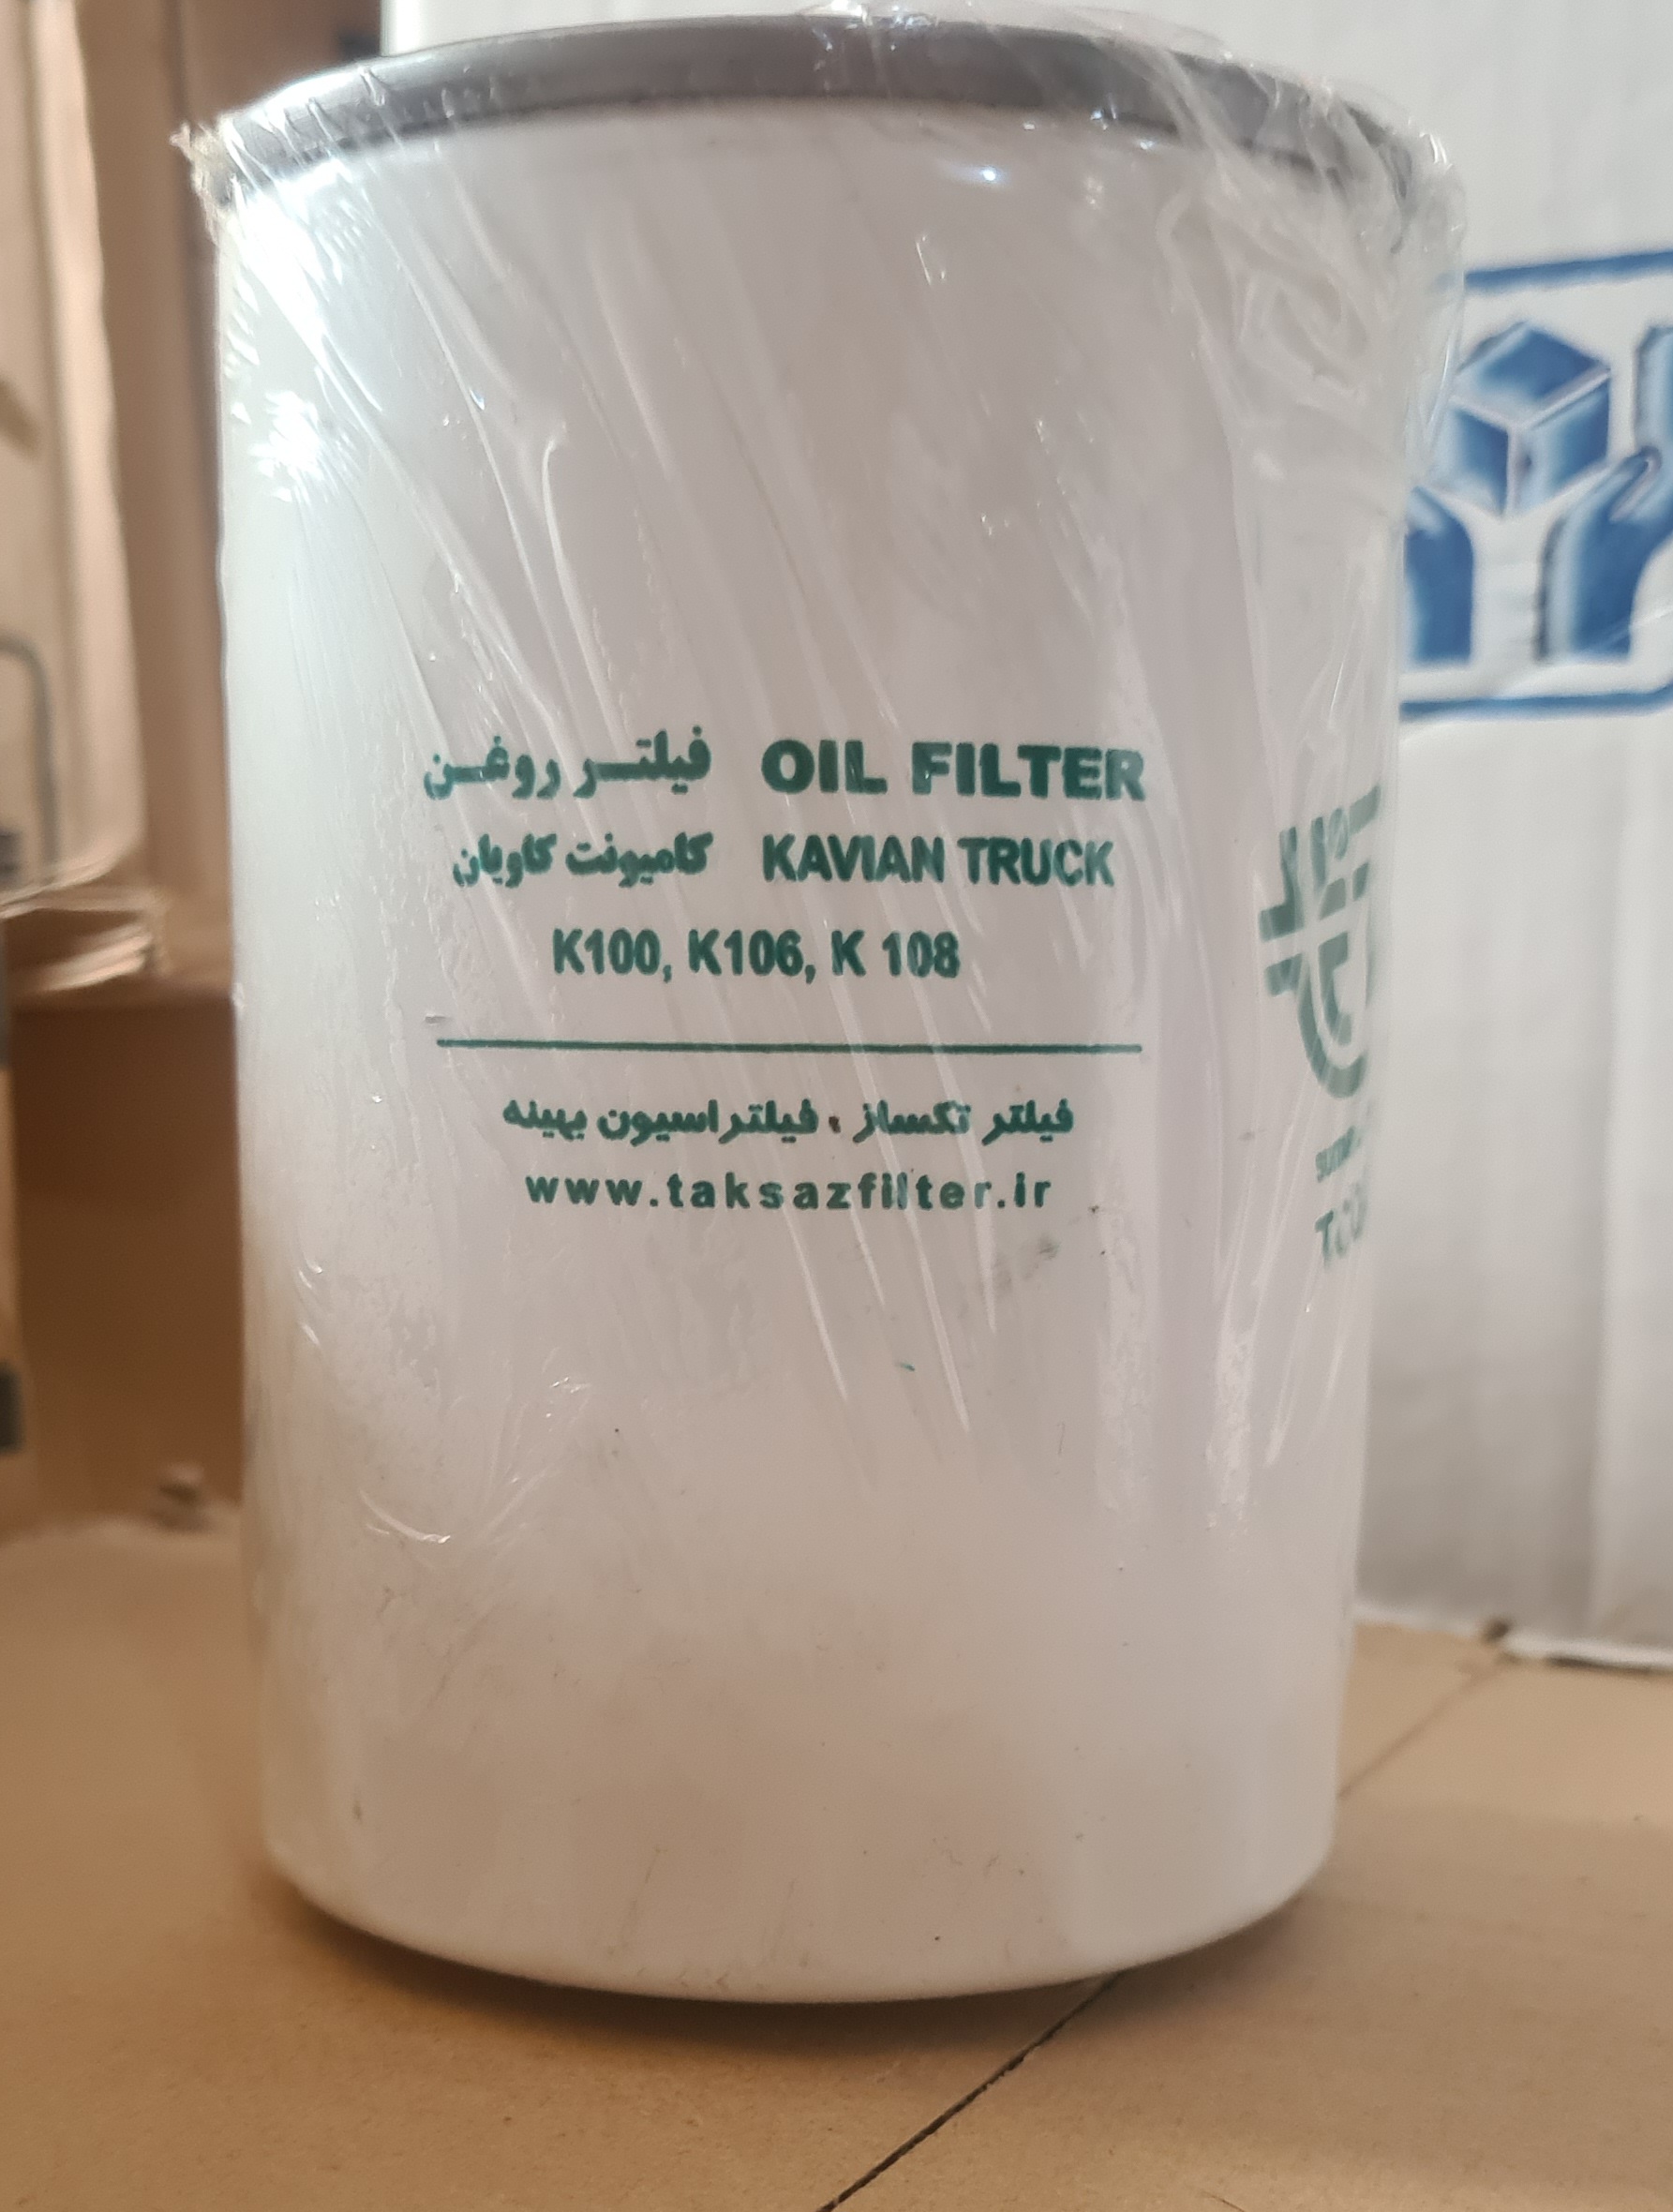 فیلتر روغن OIL FILTER
کامیونت کاویان KAVIAN TRUCK
K100, K106, K 108
فیلتر تکساز ، فیلتراسیون بهینه
www.taksazfilter.ir